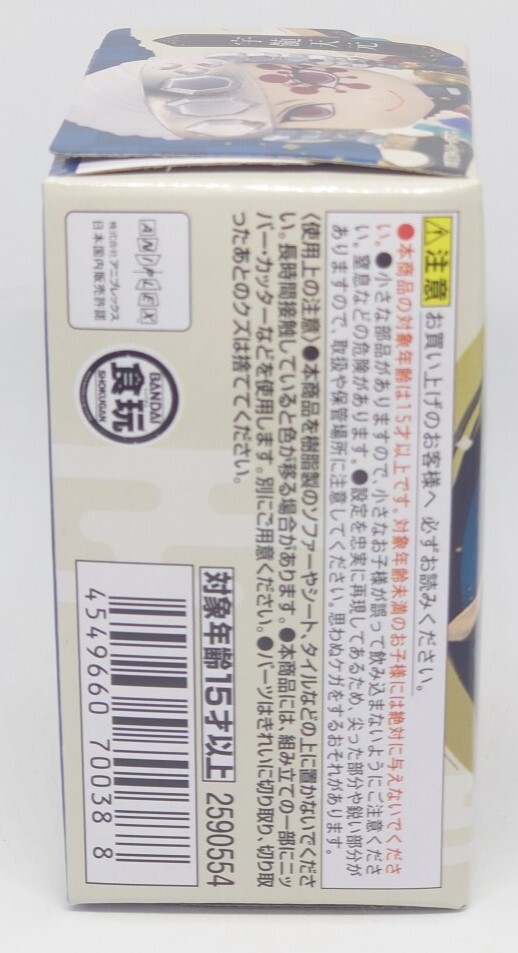 宇髄天元
⚠注意 お買い上げのお客様へ 必ずお読みください。
●本商品の対象年齢は15才以上です。対象年齢未満のお子様には絶対に与えないでくださ
い。●小さな部品がありますので、小さなお子様が誤って飲み込まないようにご注意くださ
い。窒息などの危険があります。●設定を忠実に再現してあるため、尖った部分や鋭い部分が
ありますので、取扱や保管場所に注意してください。思わぬケガをするおそれがあります。
〈使用上の注意〉●本商品を樹脂製のソファーやシート、タイルなどの上に置かないでくださ
い。長時間接触していると色が移る場合があります。●本商品には、組み立ての一部にニッ
パー・カッターなどを使用します。別にご用意ください。●パーツはきれいに切り取り、切り取
ったあとのクズは捨ててください。
ANIPLEX
株式会社アニプレックス
日本国内販売許諾
BANDAI
食玩
SHOKUGAN
対象年齢15才以上 2590554
4549660 70038 8